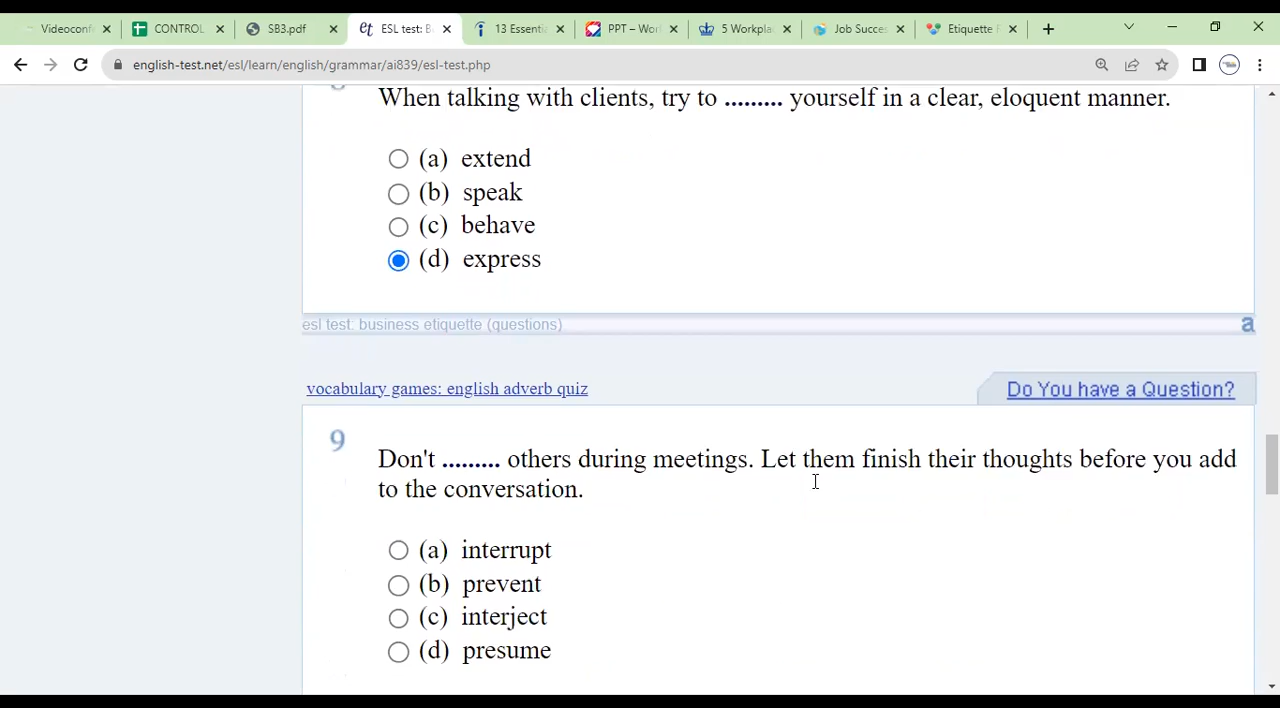 Videoconf
CONTROL
SB3.pdf
et
ESL test: B
13 Essenti
PPT – Wor
5 Workpla
Job Succes
Etiquette F
english-test.net/esl/learn/english/grammar/ai839/esl-test.php
When talking with clients, try to ......... yourself in a clear, eloquent manner.
(a) extend
(b) speak
(c) behave
(d) express
esl test: business etiquette (questions)
a
vocabulary games: english adverb quiz
Do You have a Question?
9
Don't ......... others during meetings. Let them finish their thoughts before you add
to the conversation.
(a) interrupt
(b) prevent
(c) interject
(d) presume